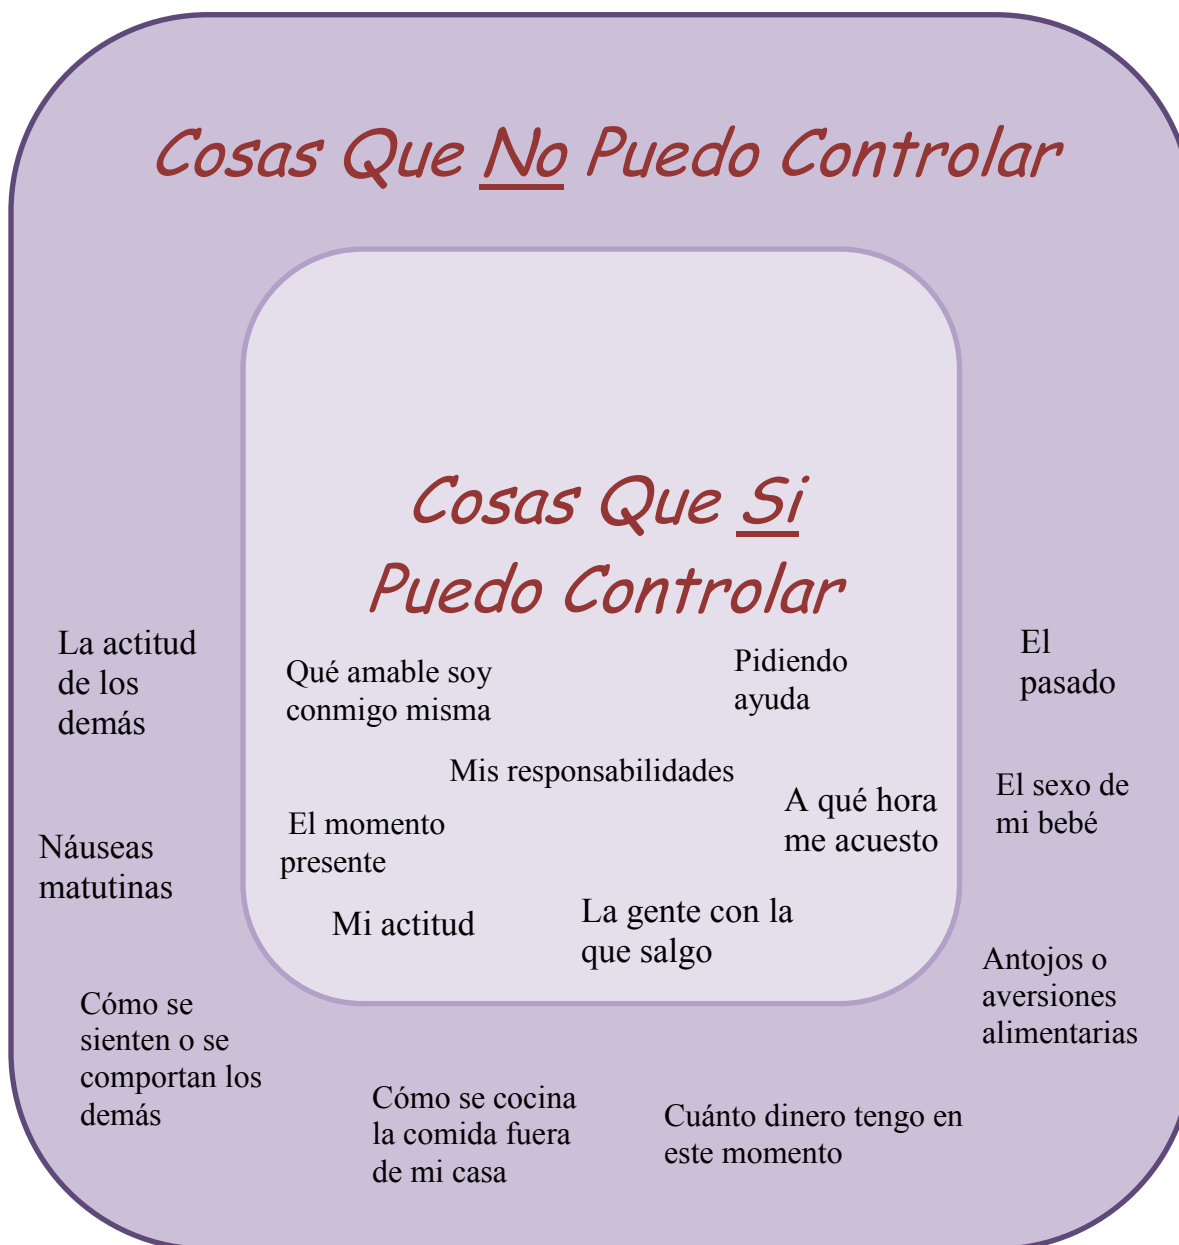 Cosas Que No Puedo Controlar
Cosas Que Si
Puedo Controlar
La actitud
de los
demás
Qué amable soy
conmigo misma
Pidiendo
ayuda
El
pasado
Mis responsabilidades
A qué hora
me acuesto
El sexo de
mi bebé
El momento
presente
Náuseas
matutinas
Mi actitud
La gente con la
que salgo
Antojos o
aversiones
alimentarias
Cómo se
sienten o se
comportan los
demás
Cómo se cocina
la comida fuera
de mi casa
Cuánto dinero tengo en
este momento